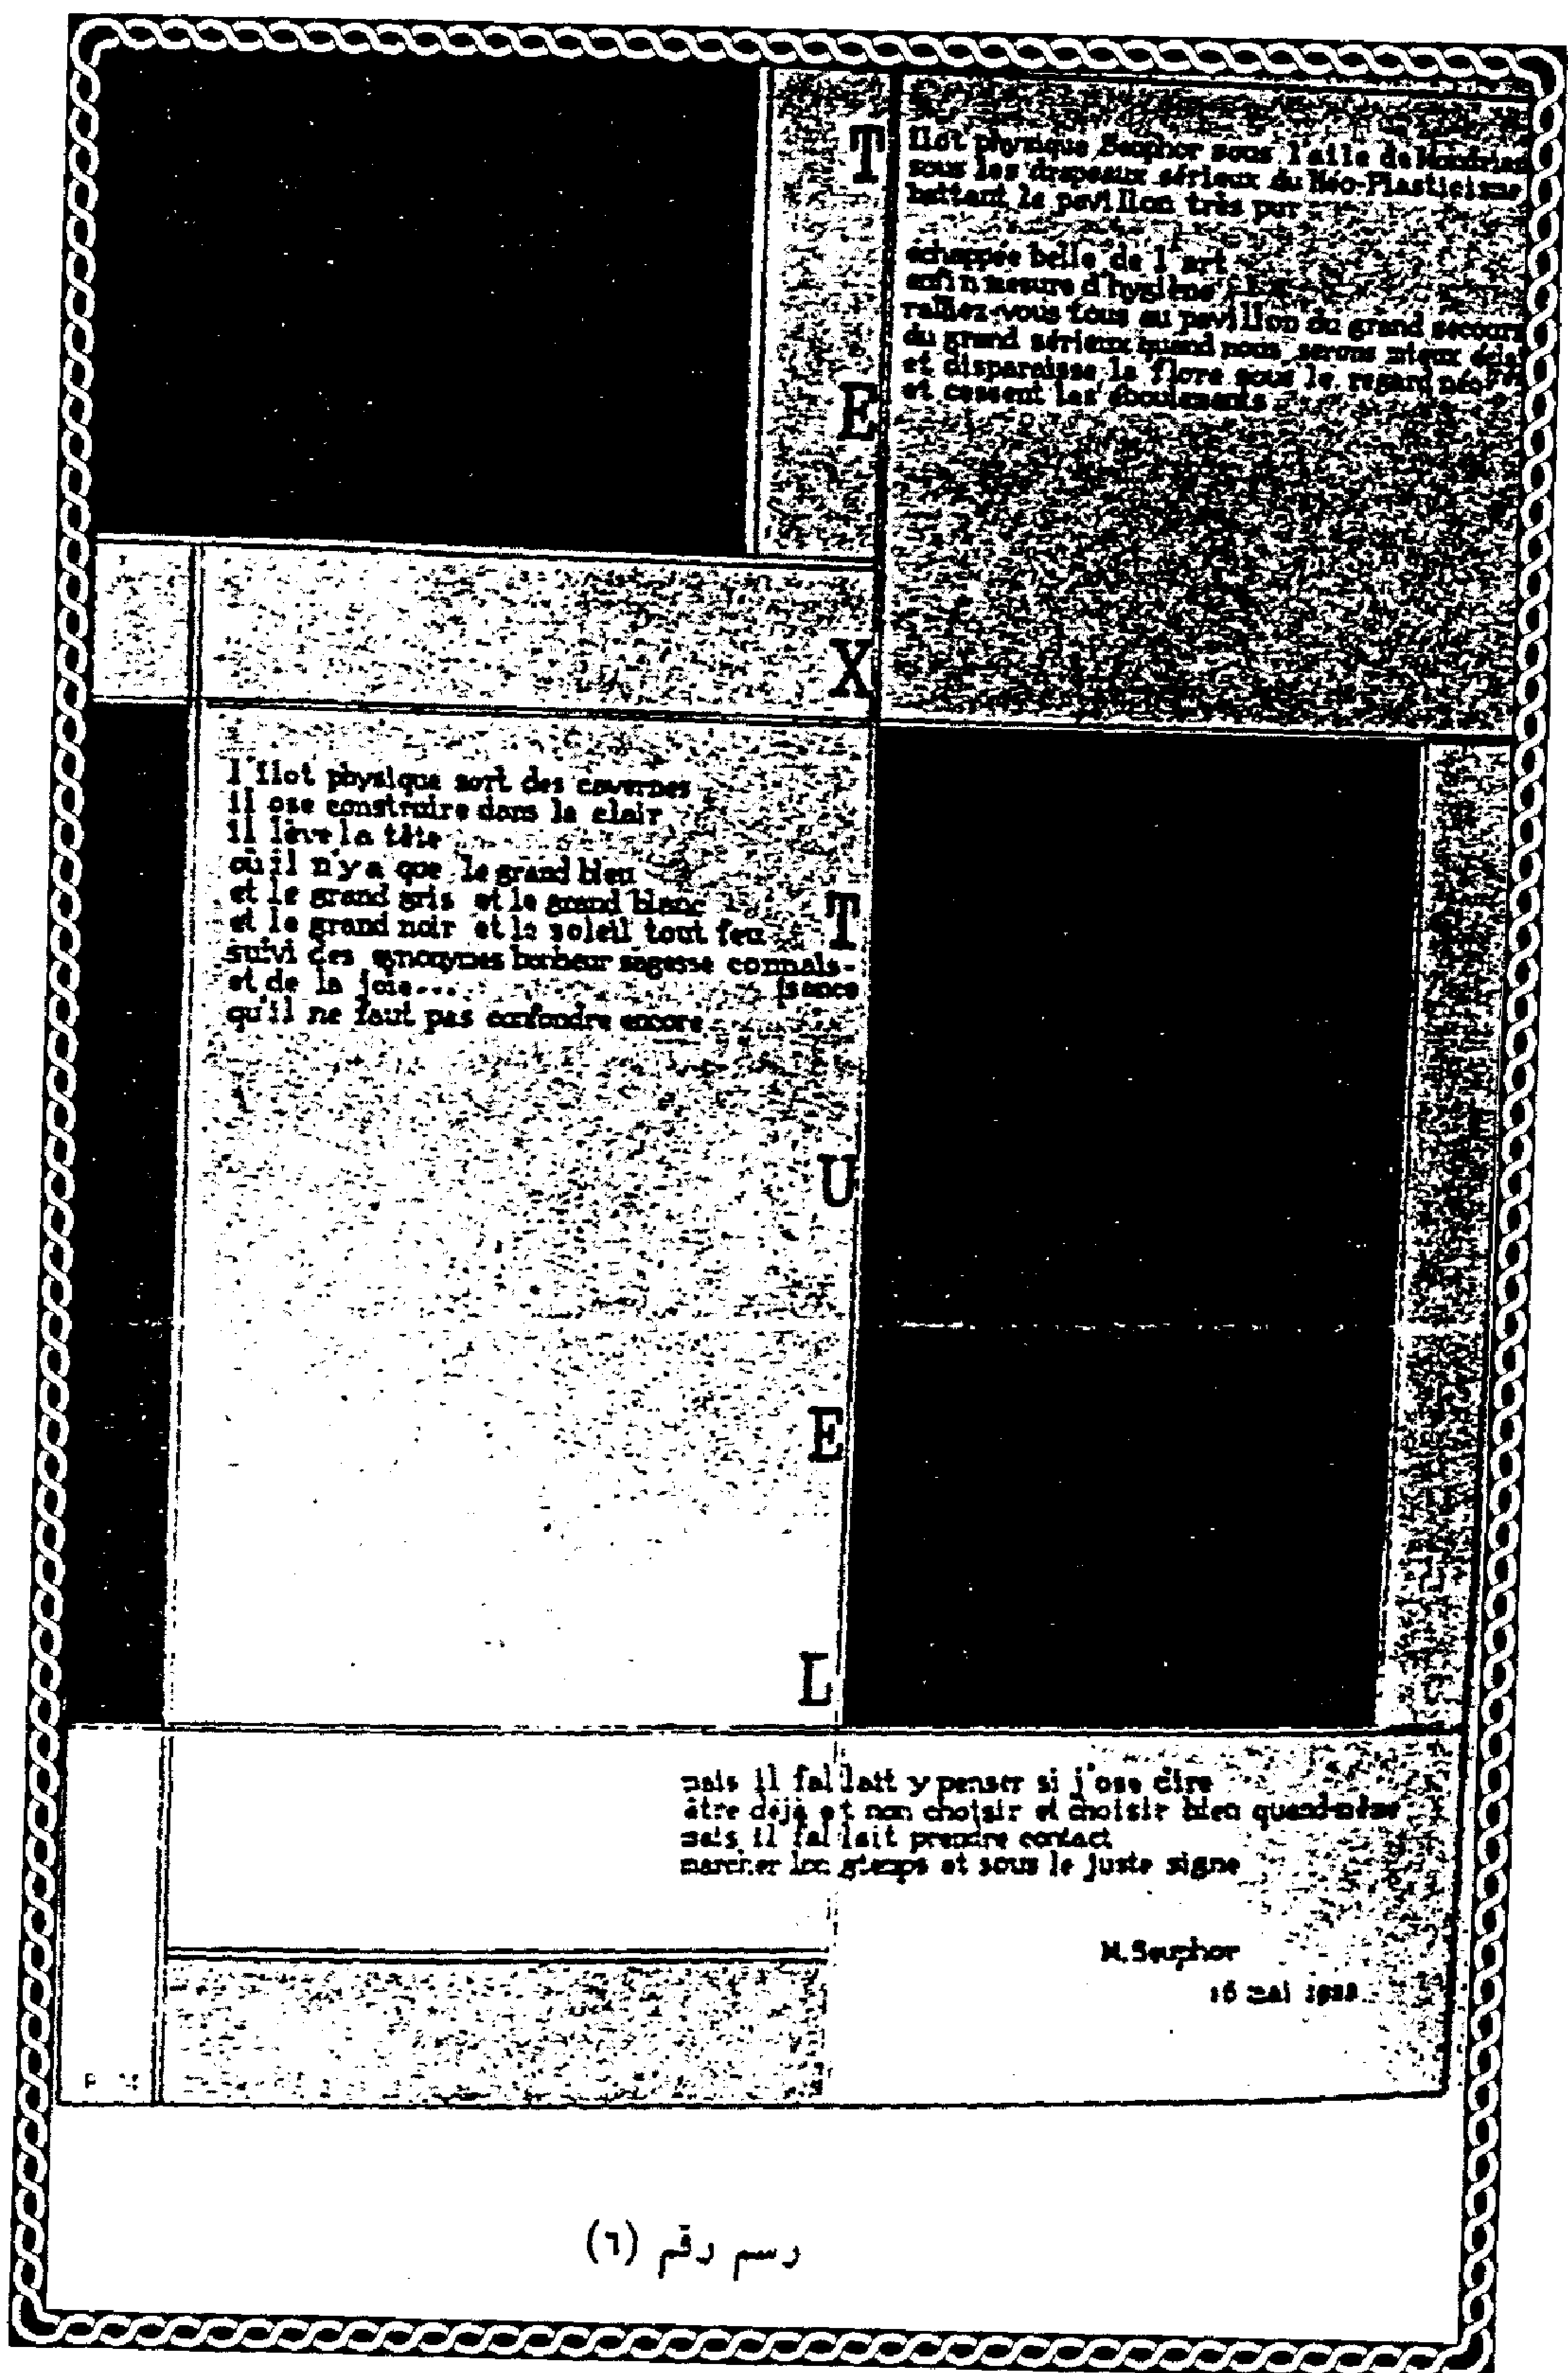 T
E
X
T
U
E
L
Ilot physique Seuphor sous l'aile de Mondrian
sous les drapeaux sérieux du Néo-Plasticisme
battant le pavillon très pur
échappée belle de l'art
enfin mesure d'hygiène
ralliez-vous tous au pavillon du grand secours
du grand sérieux quand nous serons mieux
et disparaisse la flore sous le regard
et cessent les éboulements
l'îlot physique sort des cavernes
il ose construire dans le clair
il lève la tête
où il n'y a que le grand bleu
et le grand gris et le grand blanc
et le grand noir et le soleil tout feu
suivi des synonymes bonheur sagesse connais-
et de la joie... [sance
qu'il ne faut pas confondre encore
mais il fallait y penser si j'ose dire
être déjà et non choisir et choisir bien quand-même
mais il fallait prendre contact
marcher longtemps et sous le juste signe
M. Seuphor
mai
P M
رسم رقم (٦)